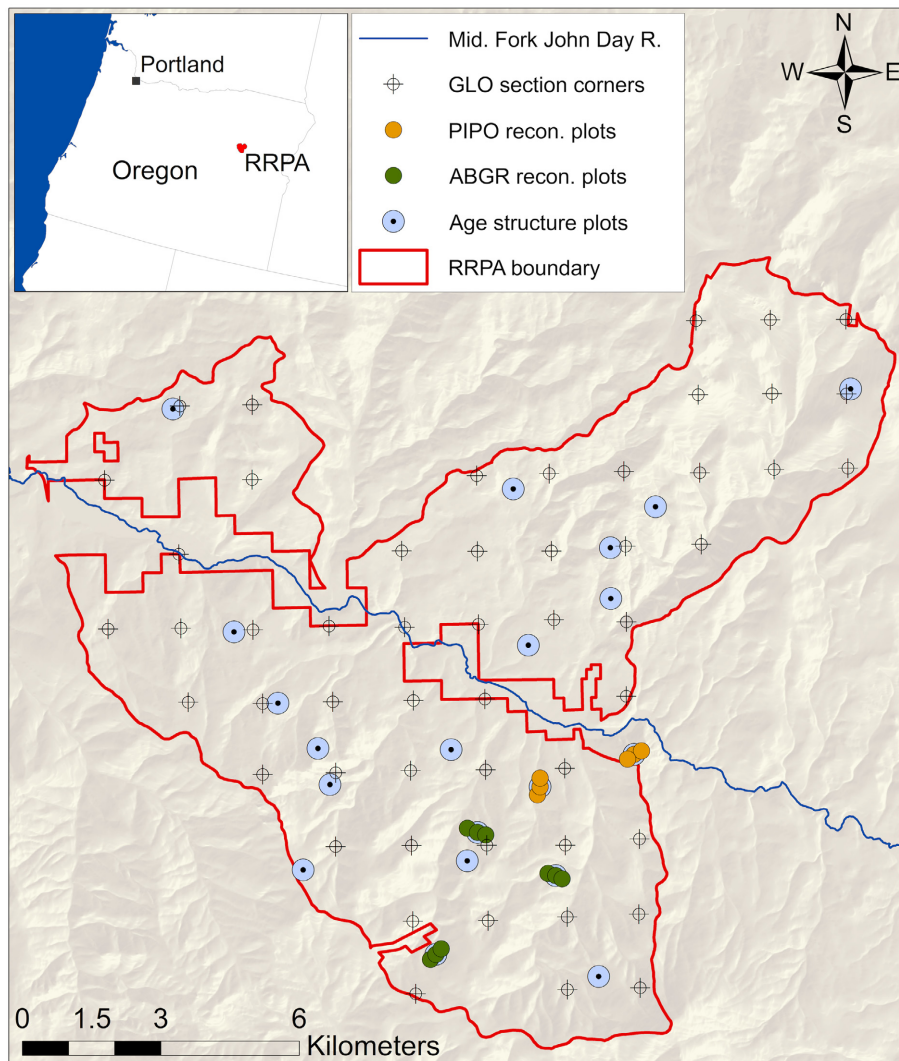 Portland
Oregon
RRPA
Mid. Fork John Day R.
GLO section corners
PIPO recon. plots
ABGR recon. plots
Age structure plots
RRPA boundary
N
W E
S
0 1.5 3 6
Kilometers